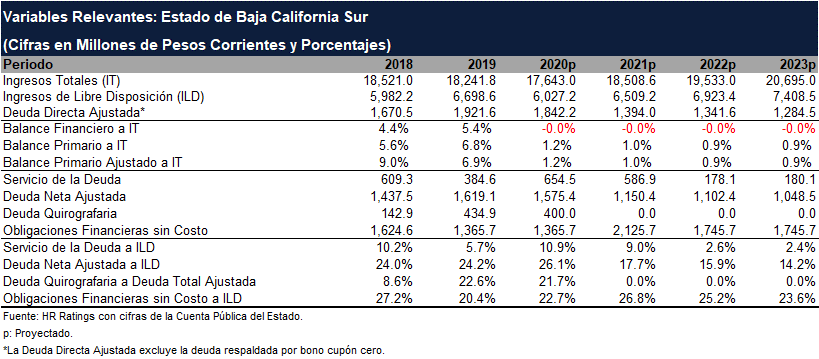 Variables Relevantes: Estado de Baja California Sur
(Cifras en Millones de Pesos Corrientes y Porcentajes)
Periodo 2018 2019 2020p 2021p 2022p 2023p
Ingresos Totales (IT) 18,521.0 18,241.8 17,643.0 18,508.6 19,533.0 20,695.0
Ingresos de Libre Disposición (ILD) 5,982.2 6,698.6 6,027.2 6,509.2 6,923.4 7,408.5
Deuda Directa Ajustada* 1,670.5 1,921.6 1,842.2 1,394.0 1,341.6 1,284.5
Balance Financiero a IT 4.4% 5.4% -0.0% -0.0% -0.0% -0.0%
Balance Primario a IT 5.6% 6.8% 1.2% 1.0% 0.9% 0.9%
Balance Primario Ajustado a IT 9.0% 6.9% 1.2% 1.0% 0.9% 0.9%
Servicio de la Deuda 609.3 384.6 654.5 586.9 178.1 180.1
Deuda Neta Ajustada 1,437.5 1,619.1 1,575.4 1,150.4 1,102.4 1,048.5
Deuda Quirografaria 142.9 434.9 400.0 0.0 0.0 0.0
Obligaciones Financieras sin Costo 1,624.6 1,365.7 1,365.7 2,125.7 1,745.7 1,745.7
Servicio de la Deuda a ILD 10.2% 5.7% 10.9% 9.0% 2.6% 2.4%
Deuda Neta Ajustada a ILD 24.0% 24.2% 26.1% 17.7% 15.9% 14.2%
Deuda Quirografaria a Deuda Total Ajustada 8.6% 22.6% 21.7% 0.0% 0.0% 0.0%
Obligaciones Financieras sin Costo a ILD 27.2% 20.4% 22.7% 26.8% 25.2% 23.6%
Fuente: HR Ratings con cifras de la Cuenta Pública del Estado.
p: Proyectado.
*La Deuda Directa Ajustada excluye la deuda respaldada por bono cupón cero.